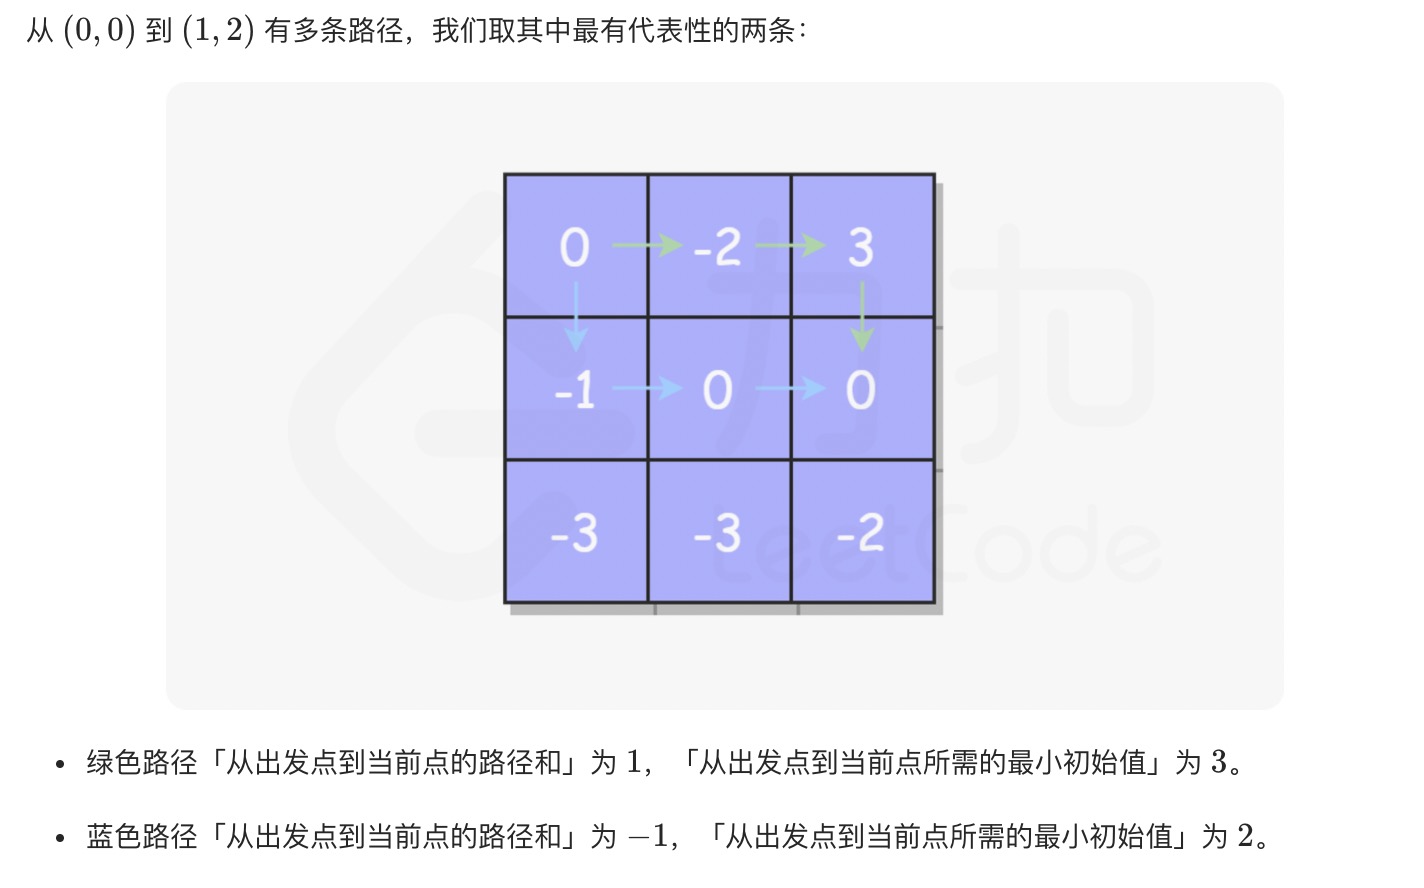 从 (0, 0) 到 (1, 2) 有多条路径，我们取其中最有代表性的两条：
0 -2 3
-1 0 0
-3 -3 -2
力扣
LeetCode
• 绿色路径「从出发点到当前点的路径和」为 1，「从出发点到当前点所需的最小初始值」为 3。
• 蓝色路径「从出发点到当前点的路径和」为 −1，「从出发点到当前点所需的最小初始值」为 2。